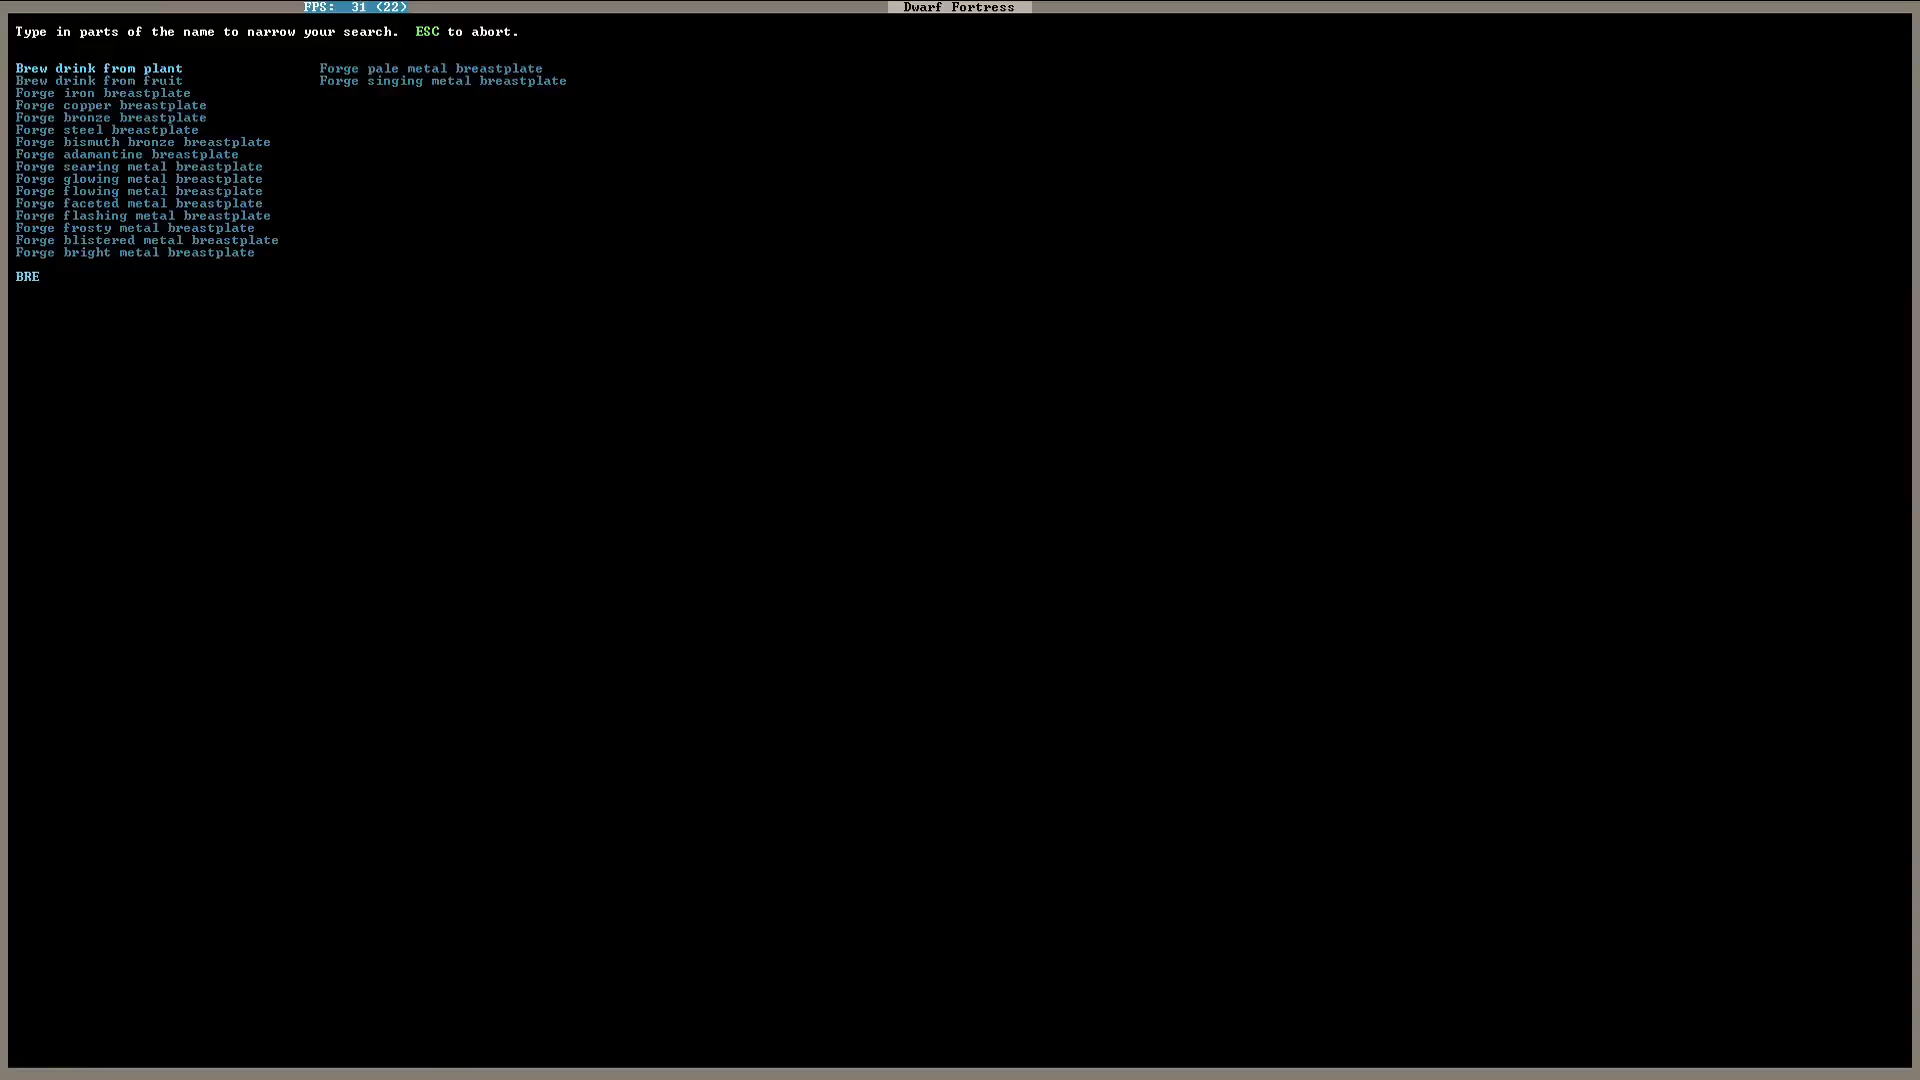 FPS: 31 (22)
Dwarf Fortress
Type in parts of the name to narrow your search. ESC to abort.
Brew drink from plant
Brew drink from fruit
Forge iron breastplate
Forge copper breastplate
Forge bronze breastplate
Forge steel breastplate
Forge bismuth bronze breastplate
Forge adamantine breastplate
Forge searing metal breastplate
Forge glowing metal breastplate
Forge flowing metal breastplate
Forge faceted metal breastplate
Forge flashing metal breastplate
Forge frosty metal breastplate
Forge blistered metal breastplate
Forge bright metal breastplate
Forge pale metal breastplate
Forge singing metal breastplate
BRE